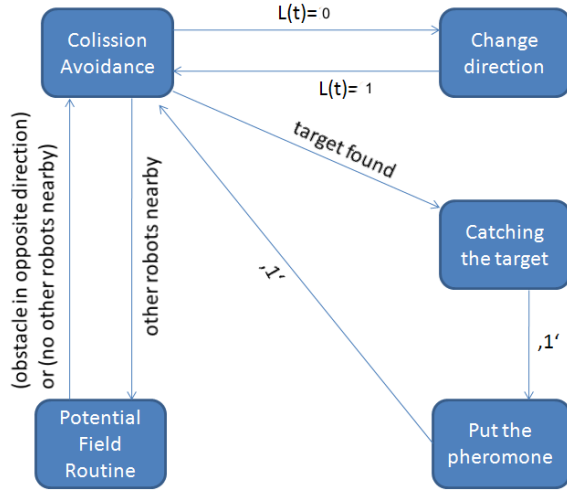 Colission
Avoidance
L(t)= 0
L(t)= 1
Change
direction
target found
Catching
the target
‚1‘
‚1‘
(obstacle in opposite direction)
or (no other robots nearby)
other robots nearby
Potential
Field
Routine
Put the
pheromone